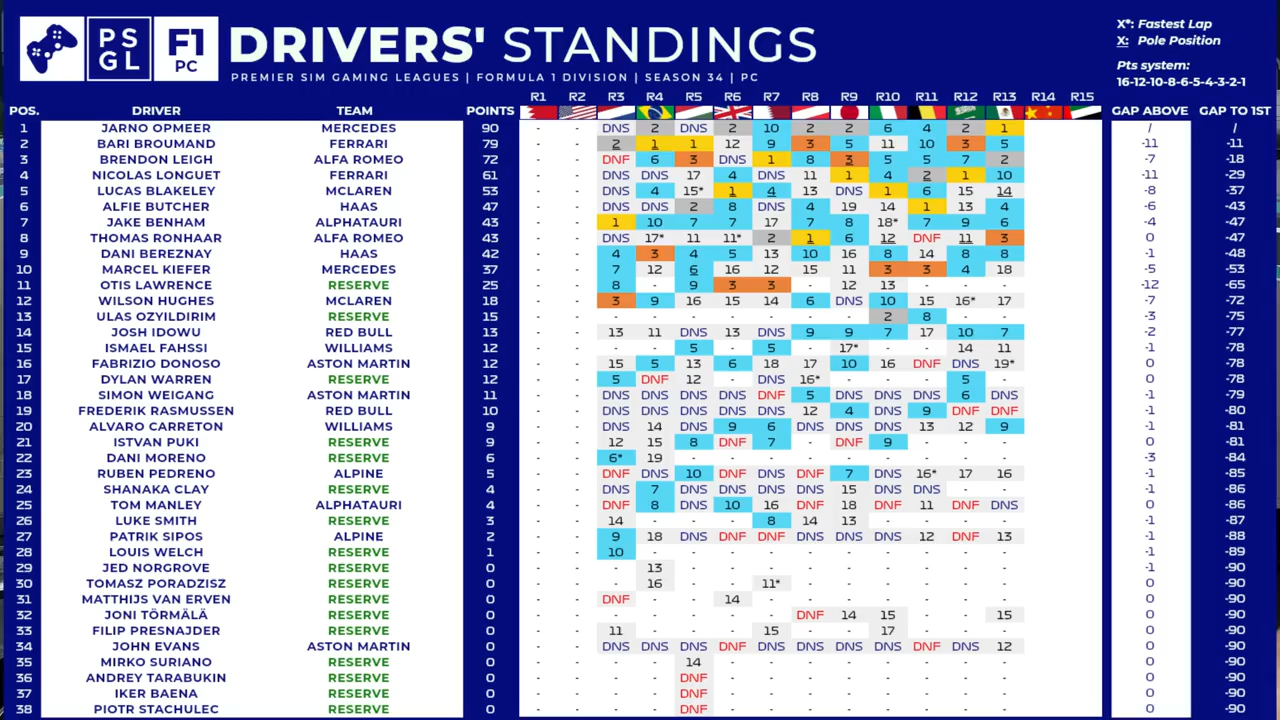 PS
GL
F1
PC
DRIVERS' STANDINGS
PREMIER SIM GAMING LEAGUES | FORMULA 1 DIVISION | SEASON 34 | PC
X*: Fastest Lap
X: Pole Position
Pts system:
16-12-10-8-6-5-4-3-2-1
R1 R2 R3 R4 R5 R6 R7 R8 R9 R10 R11 R12 R13 R14 R15
POS. DRIVER TEAM POINTS GAP ABOVE GAP TO 1ST
1 JARNO OPMEER MERCEDES 90 - - DNS 2 DNS 2 10 2 2 6 4 2 1 / /
2 BARI BROUMAND FERRARI 79 - - 2 1 1 12 9 3 5 11 10 3 5 -11 -11
3 BRENDON LEIGH ALFA ROMEO 72 - - DNF 6 3 DNS 1 8 3 5 5 7 2 -7 -18
4 NICOLAS LONGUET FERRARI 61 - - DNS DNS 17 4 DNS 11 1 4 2 1 10 -11 -29
5 LUCAS BLAKELEY MCLAREN 53 - - DNS 4 15* 1 4 13 DNS 1 6 15 14 -8 -37
6 ALFIE BUTCHER HAAS 47 - - DNS DNS 2 8 DNS 4 19 14 1 13 4 -6 -43
7 JAKE BENHAM ALPHATAURI 43 - - 1 10 7 7 8 7 8 18* 7 9 6 -4 -47
8 THOMAS RONHAAR ALFA ROMEO 43 - - DNS 17* 11 11* 2 1 6 12 DNF 11 3 0 -47
9 DANI BEREZNAY HAAS 42 - - 4 3 4 5 13 10 16 8 14 8 8 -1 -48
10 MARCEL KIEFER MERCEDES 37 - - 7 12 6 16 12 15 11 3 3 4 18 -5 -53
11 OTIS LAWRENCE RESERVE 25 - - 8 - 9 3 3 - 12 13 - - - -12 -65
12 WILSON HUGHES MCLAREN 18 - - 3 9 16 15 14 6 DNS 10 15 16* 17 -7 -72
13 ULAS OZYILDIRIM RESERVE 15 - - - - - - - - - 2 8 - - -3 -75
14 JOSH IDOWU RED BULL 13 - - 13 11 DNS 13 DNS 9 9 7 17 10 7 -2 -77
15 ISMAEL FAHSSI WILLIAMS 12 - - - - 5 - 5 - 17* - - 14 11 -1 -78
16 FABRIZIO DONOSO ASTON MARTIN 12 - - 15 5 13 6 18 17 10 16 DNF DNS 19* 0 -78
17 DYLAN WARREN RESERVE 12 - - 5 DNF 12 - DNS 16* - - - 5 - 0 -78
18 SIMON WEIGANG ASTON MARTIN 11 - - DNS DNS DNS DNS DNF 5 DNS DNS DNS 6 DNS -1 -79
19 FREDERIK RASMUSSEN RED BULL 10 - - DNS DNS DNS DNS DNS 12 4 DNS 9 DNF DNF -1 -80
20 ALVARO CARRETON WILLIAMS 9 - - DNS 14 DNS 9 6 DNS DNS DNS 13 12 9 -1 -81
21 ISTVAN PUKI RESERVE 9 - - 12 15 8 DNF 7 - DNF 9 - - - 0 -81
22 DANI MORENO RESERVE 6 - - 6* 19 - - - - - - - - - -3 -84
23 RUBEN PEDRENO ALPINE 5 - - DNF DNS 10 DNF DNS DNF 7 DNS 16* 17 16 -1 -85
24 SHANAKA CLAY RESERVE 4 - - DNS 7 DNS DNS DNS DNS 15 DNS DNS - - -1 -86
25 TOM MANLEY ALPHATAURI 4 - - DNF 8 DNS 10 16 DNF 18 DNF 11 DNF DNS 0 -86
26 LUKE SMITH RESERVE 3 - - 14 - - - 8 14 13 - - - - -1 -87
27 PATRIK SIPOS ALPINE 2 - - 9 18 DNS DNF DNF DNS DNS DNS 12 DNF 13 -1 -88
28 LOUIS WELCH RESERVE 1 - - 10 - - - - - - - - - - -1 -89
29 JED NORGROVE RESERVE 0 - - - 13 - - - - - - - - - -1 -90
30 TOMASZ PORADZISZ RESERVE 0 - - - 16 - - 11* - - - - - - 0 -90
31 MATTHIJS VAN ERVEN RESERVE 0 - - DNF - - 14 - - - - - - - 0 -90
32 JONI TÖRMÄLÄ RESERVE 0 - - - - - - - DNF 14 15 - - 15 0 -90
33 FILIP PRESNAJDER RESERVE 0 - - 11 - - - 15 - - 17 - - - 0 -90
34 JOHN EVANS ASTON MARTIN 0 - - DNS DNS DNS DNF DNS DNS DNS DNS DNF DNS 12 0 -90
35 MIRKO SURIANO RESERVE 0 - - - - 14 - - - - - - - - 0 -90
36 ANDREY TARABUKIN RESERVE 0 - - - - DNF - - - - - - - - 0 -90
37 IKER BAENA RESERVE 0 - - - - DNF - - - - - - - - 0 -90
38 PIOTR STACHULEC RESERVE 0 - - - - DNF - - - - - - - - 0 -90